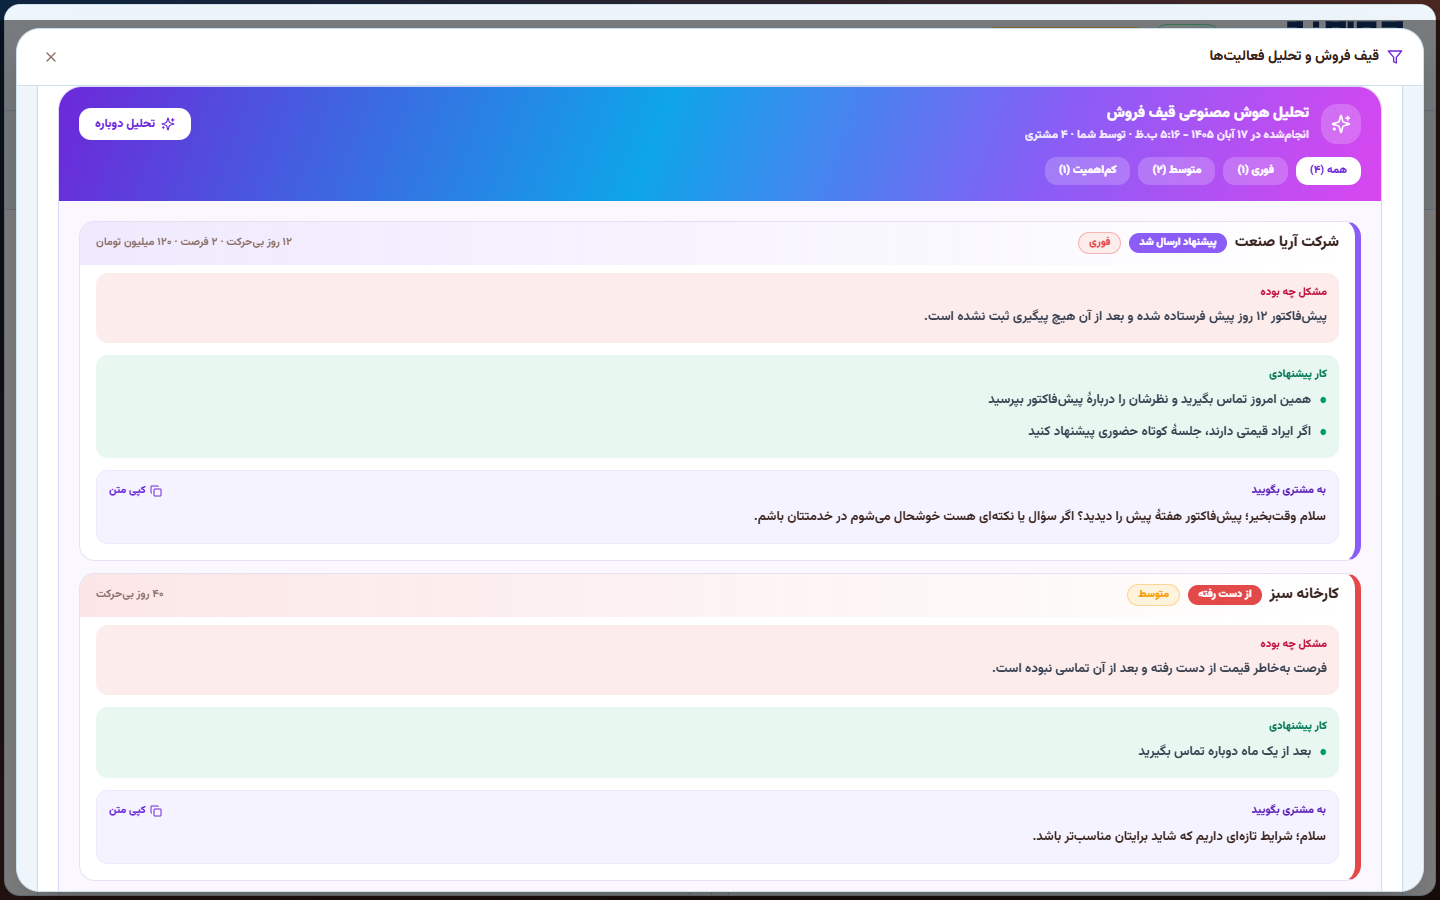 قیف فروش و تحلیل فعالیت‌ها
تحلیل هوش مصنوعی قیف فروش
انجام‌شده در ۱۷ آبان ۱۴۰۵ - ۵:۱۶ ب.ظ · توسط شما · ۴ مشتری
تحلیل دوباره
همه (۴)
فوری (۱)
متوسط (۲)
کم‌اهمیت (۱)
شرکت آریا صنعت
پیشنهاد ارسال شد
فوری
۱۲ روز بی‌حرکت · ۲ فرصت · ۱۲۰ میلیون تومان
مشکل چه بوده
پیش‌فاکتور ۱۲ روز پیش فرستاده شده و بعد از آن هیچ پیگیری ثبت نشده است.
کار پیشنهادی
همین امروز تماس بگیرید و نظرشان را دربارهٔ پیش‌فاکتور بپرسید
اگر ایراد قیمتی دارند، جلسهٔ کوتاه حضوری پیشنهاد کنید
به مشتری بگویید
کپی متن
سلام وقت‌بخیر؛ پیش‌فاکتور هفتهٔ پیش را دیدید؟ اگر سؤال یا نکته‌ای هست خوشحال می‌شوم در خدمتتان باشم.
کارخانه سبز
از دست رفته
متوسط
۴۰ روز بی‌حرکت
مشکل چه بوده
فرصت به‌خاطر قیمت از دست رفته و بعد از آن تماسی نبوده است.
کار پیشنهادی
بعد از یک ماه دوباره تماس بگیرید
به مشتری بگویید
کپی متن
سلام؛ شرایط تازه‌ای داریم که شاید برایتان مناسب‌تر باشد.